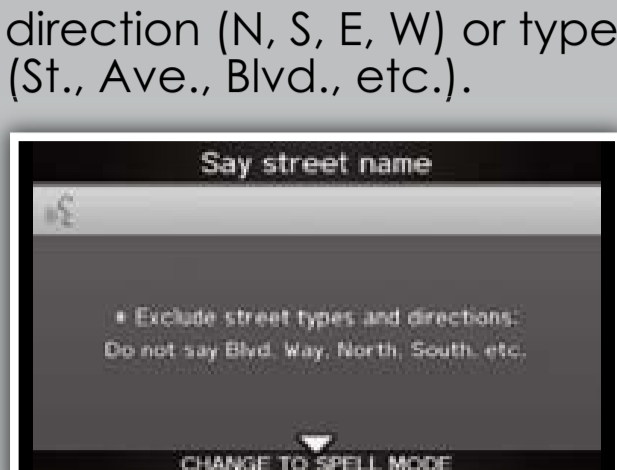 direction (N, S, E, W) or type
(St., Ave., Blvd., etc.).
Say street name
* Exclude street types and directions:
Do not say Blvd. Way, North, South, etc.
CHANGE TO SPELL MODE